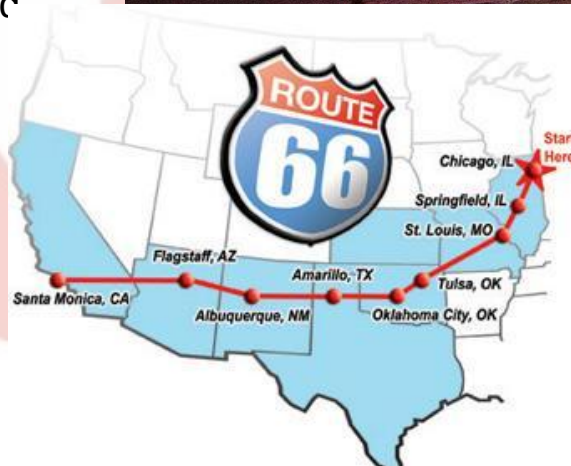 ROUTE
66
Start
Here
Chicago, IL
Springfield, IL
St. Louis, MO
Flagstaff, AZ
Amarillo, TX
Tulsa, OK
Santa Monica, CA
Albuquerque, NM
Oklahoma City, OK